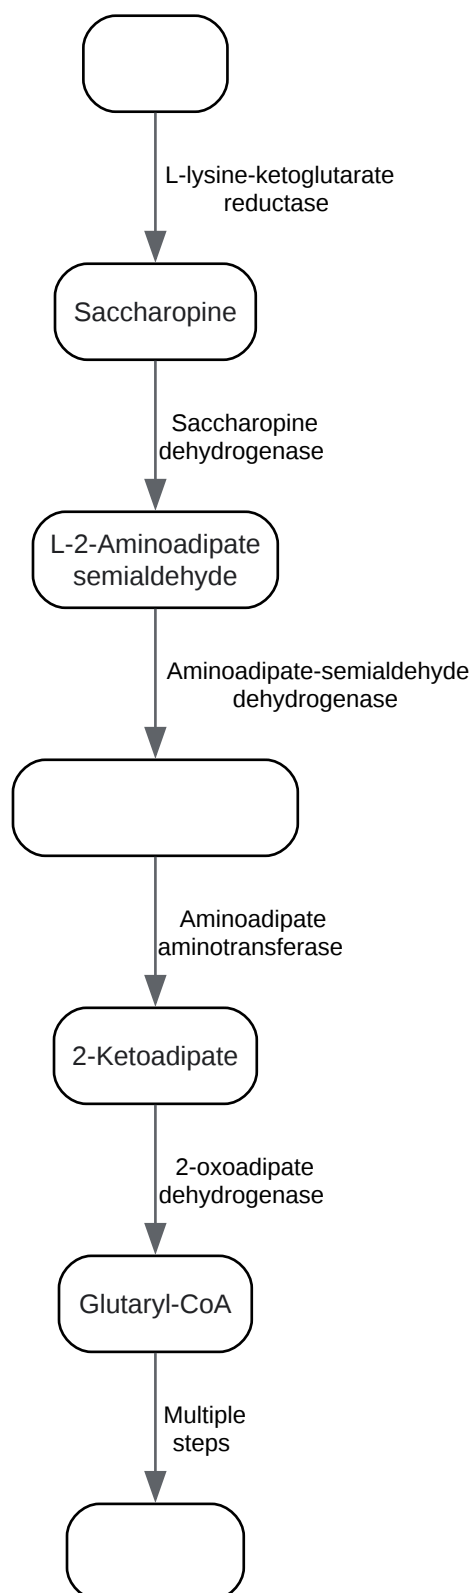 L-lysine-ketoglutarate
reductase
Saccharopine
Saccharopine
dehydrogenase
L-2-Aminoadipate
semialdehyde
Aminoadipate-semialdehyde
dehydrogenase
Aminoadipate
aminotransferase
2-Ketoadipate
2-oxoadipate
dehydrogenase
Glutaryl-CoA
Multiple
steps